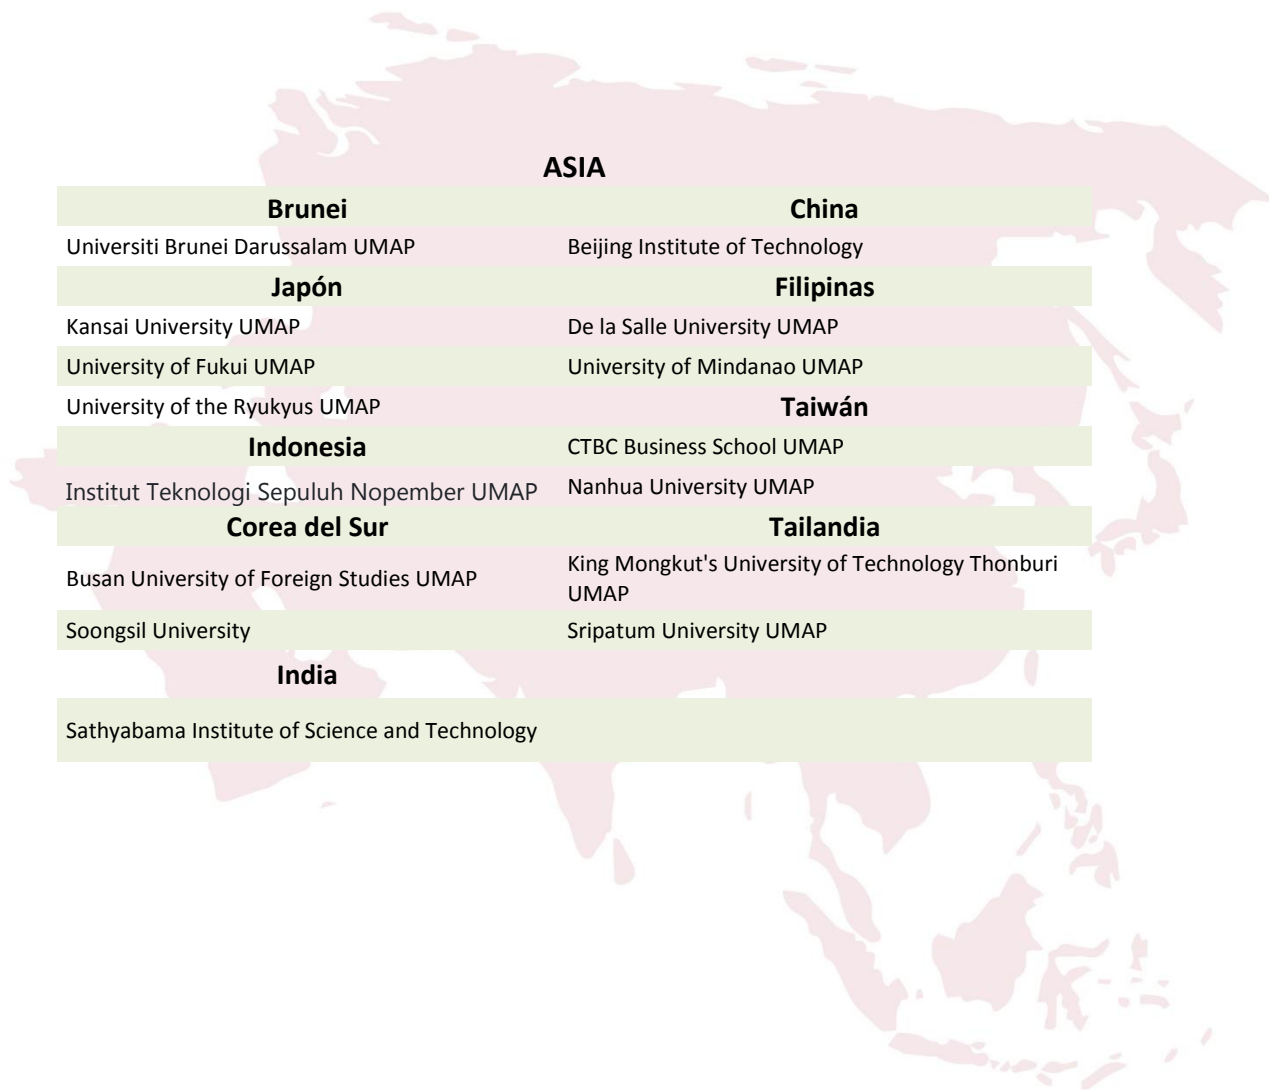 ASIA
Brunei
China
Universiti Brunei Darussalam UMAP
Beijing Institute of Technology
Japón
Filipinas
Kansai University UMAP
De la Salle University UMAP
University of Fukui UMAP
University of Mindanao UMAP
University of the Ryukyus UMAP
Taiwán
Indonesia
CTBC Business School UMAP
Institut Teknologi Sepuluh Nopember UMAP
Nanhua University UMAP
Corea del Sur
Tailandia
Busan University of Foreign Studies UMAP
King Mongkut's University of Technology Thonburi
UMAP
Soongsil University
Sripatum University UMAP
India
Sathyabama Institute of Science and Technology